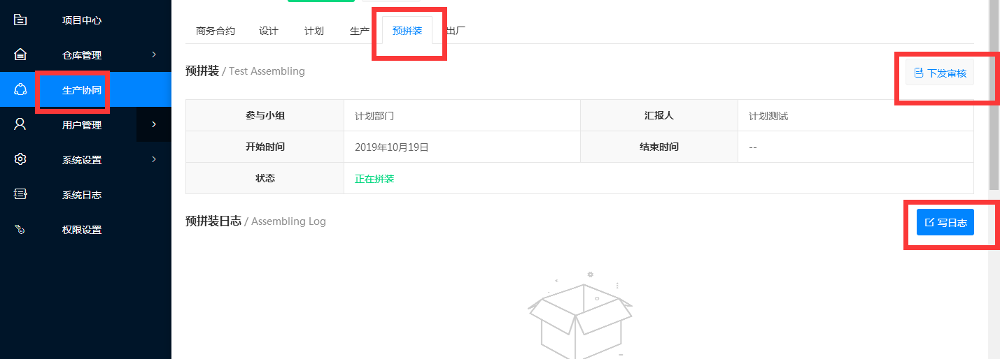 项目中心
仓库管理
生产协同
用户管理
系统设置
系统日志
权限设置
商务合约 设计 计划 生产 预拼装 出厂
预拼装 / Test Assembling
下发审核
参与小组 计划部门 汇报人 计划测试
开始时间 2019年10月19日 结束时间 --
状态 正在拼装
预拼装日志 / Assembling Log
写日志